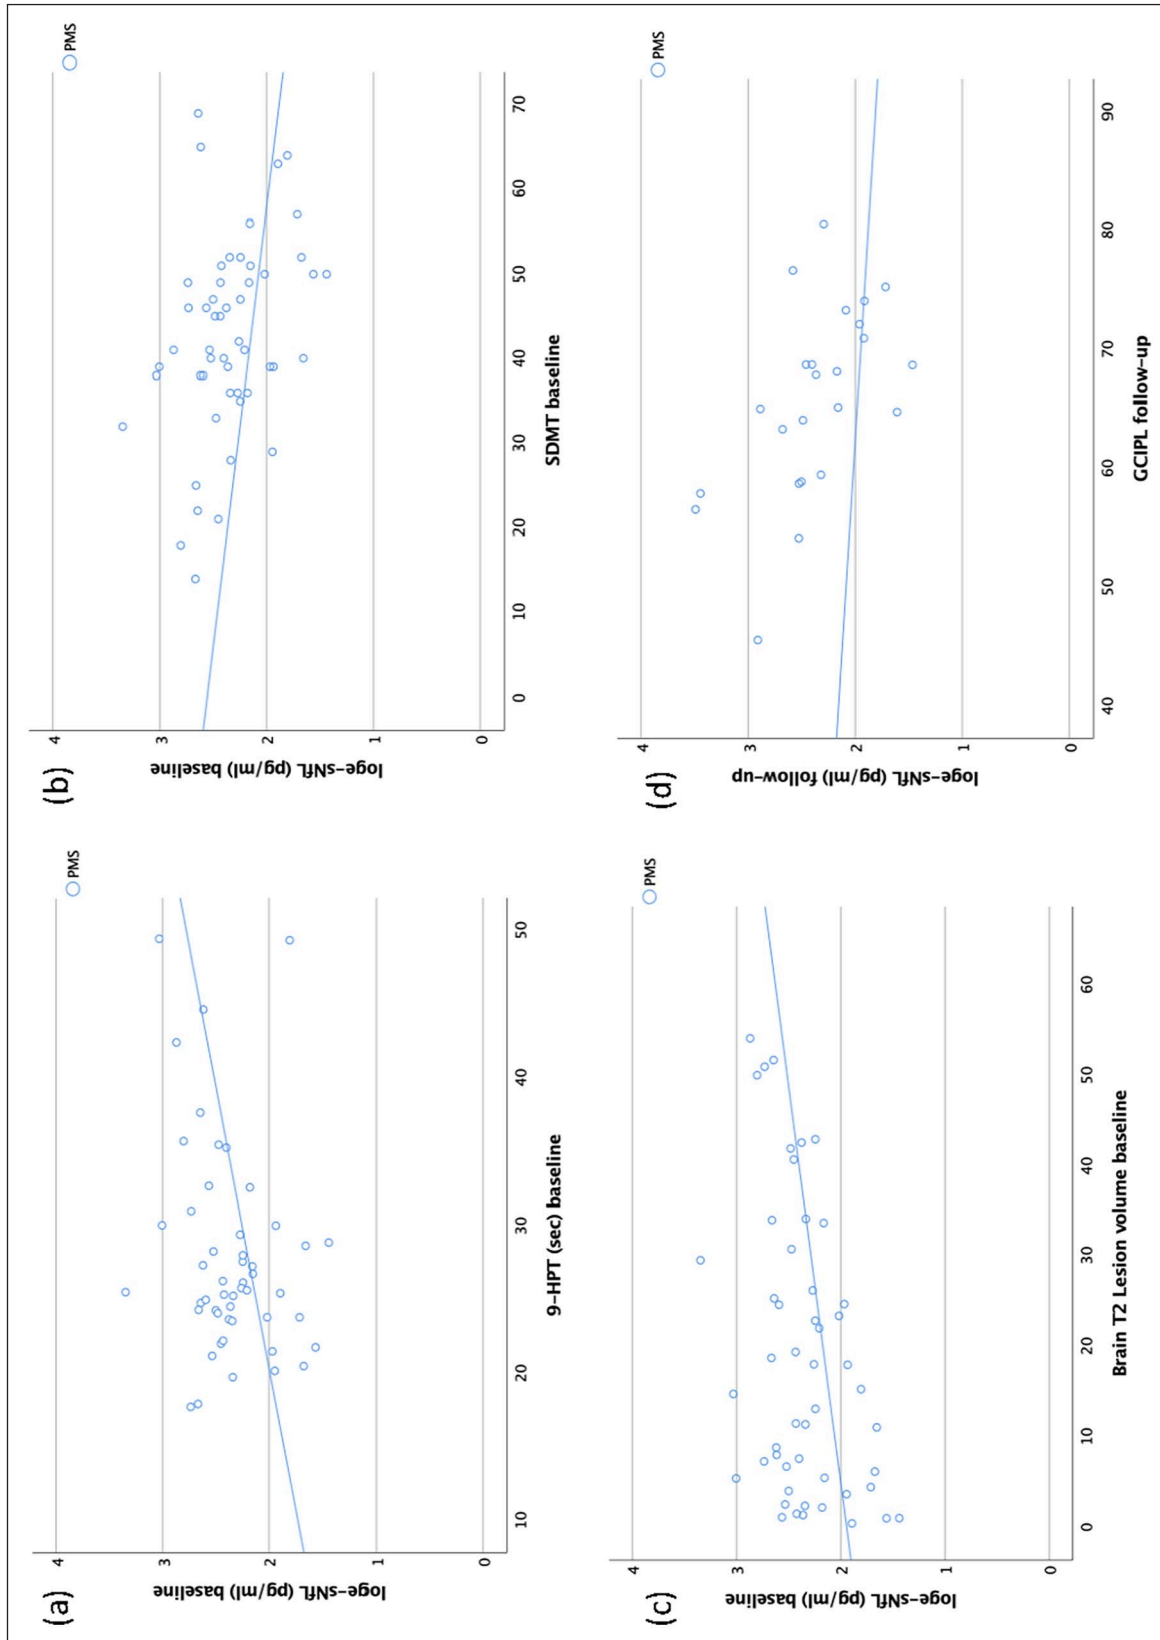 (a)
PMS
4
3
2
1
0
loge-sNfL (pg/ml) baseline
10
20
30
40
50
9-HPT (sec) baseline
(b)
PMS
4
3
2
1
0
loge-sNfL (pg/ml) baseline
0
10
20
30
40
50
60
70
SDMT baseline
(c)
PMS
4
3
2
1
0
loge-sNfL (pg/ml) baseline
0
10
20
30
40
50
60
Brain T2 Lesion volume baseline
(d)
PMS
4
3
2
1
0
loge-sNfL (pg/ml) follow-up
40
50
60
70
80
90
GCIPL follow-up